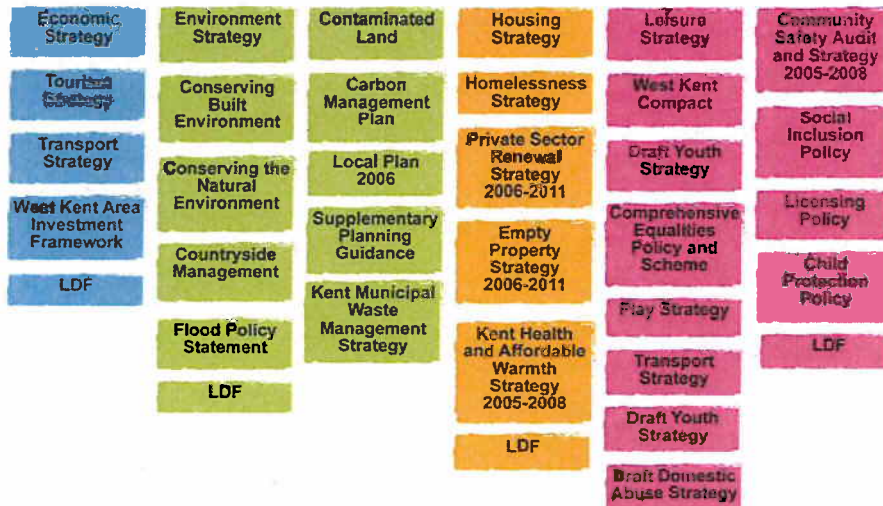 Economic
Strategy
Tourism
Strategy
Transport
Strategy
West Kent Area
Investment
Framework
LDF
Environment
Strategy
Conserving
Built
Environment
Conserving the
Natural
Environment
Countryside
Management
Flood Policy
Statement
LDF
Contaminated
Land
Carbon
Management
Plan
Local Plan
2006
Supplementary
Planning
Guidance
Kent Municipal
Waste
Management
Strategy
Housing
Strategy
Homelessness
Strategy
Private Sector
Renewal
Strategy
2006-2011
Empty
Property
Strategy
2006-2011
Kent Health
and Affordable
Warmth
Strategy
2005-2008
LDF
Leisure
Strategy
West Kent
Compact
Draft Youth
Strategy
Comprehensive
Equalities
Policy and
Scheme
Play Strategy
Transport
Strategy
Draft Youth
Strategy
Draft Domestic
Abuse Strategy
Community
Safety Audit
and Strategy
2005-2008
Social
Inclusion
Policy
Licensing
Policy
Child
Protection
Policy
LDF